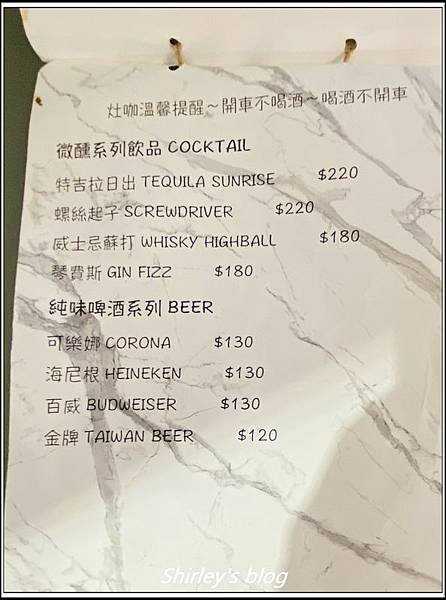 灶咖溫馨提醒～開車不喝酒～喝酒不開車
微醺系列飲品 COCKTAIL
特吉拉日出 TEQUILA SUNRISE $220
螺絲起子 SCREWDRIVER $220
威士忌蘇打 WHISKY HIGHBALL $180
琴費斯 GIN FIZZ $180
純味啤酒系列 BEER
可樂娜 CORONA $130
海尼根 HEINEKEN $130
百威 BUDWEISER $130
金牌 TAIWAN BEER $120
Shirley's blog